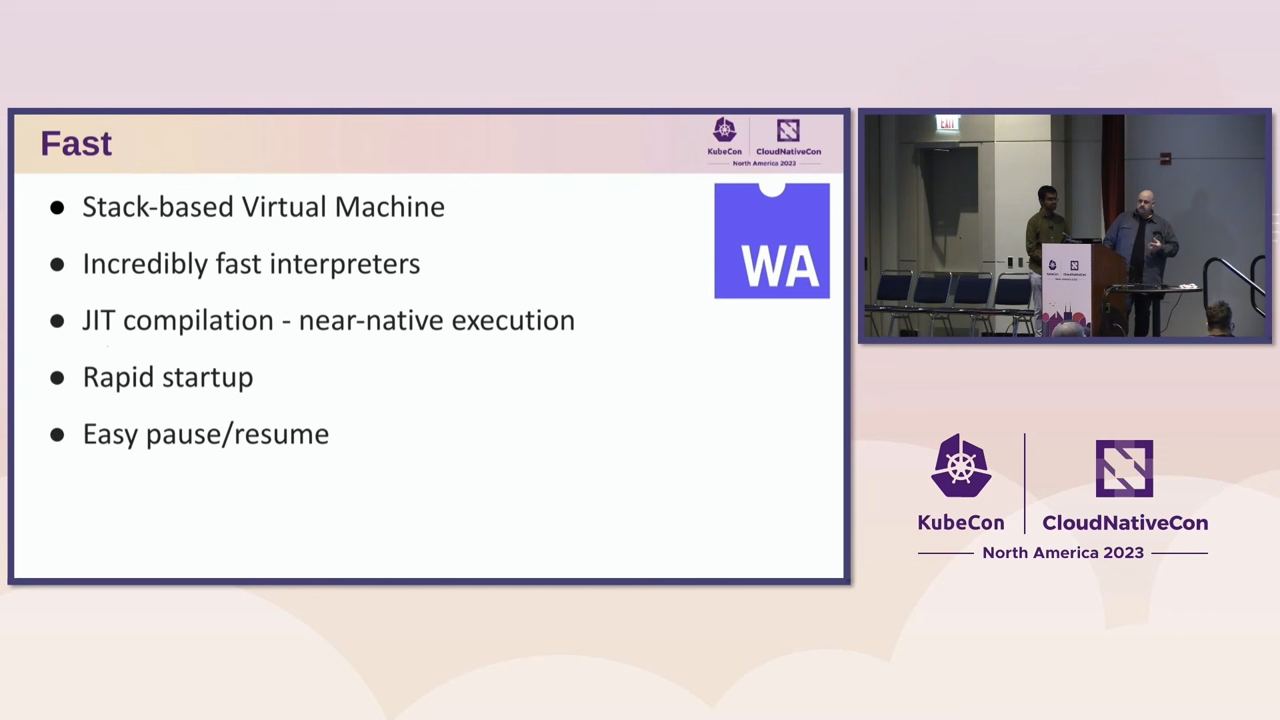 Fast
KubeCon
CloudNativeCon
North America 2023
Stack-based Virtual Machine
Incredibly fast interpreters
JIT compilation - near-native execution
Rapid startup
Easy pause/resume
WA
EXIT
KubeCon
CloudNativeCon
North America 2023